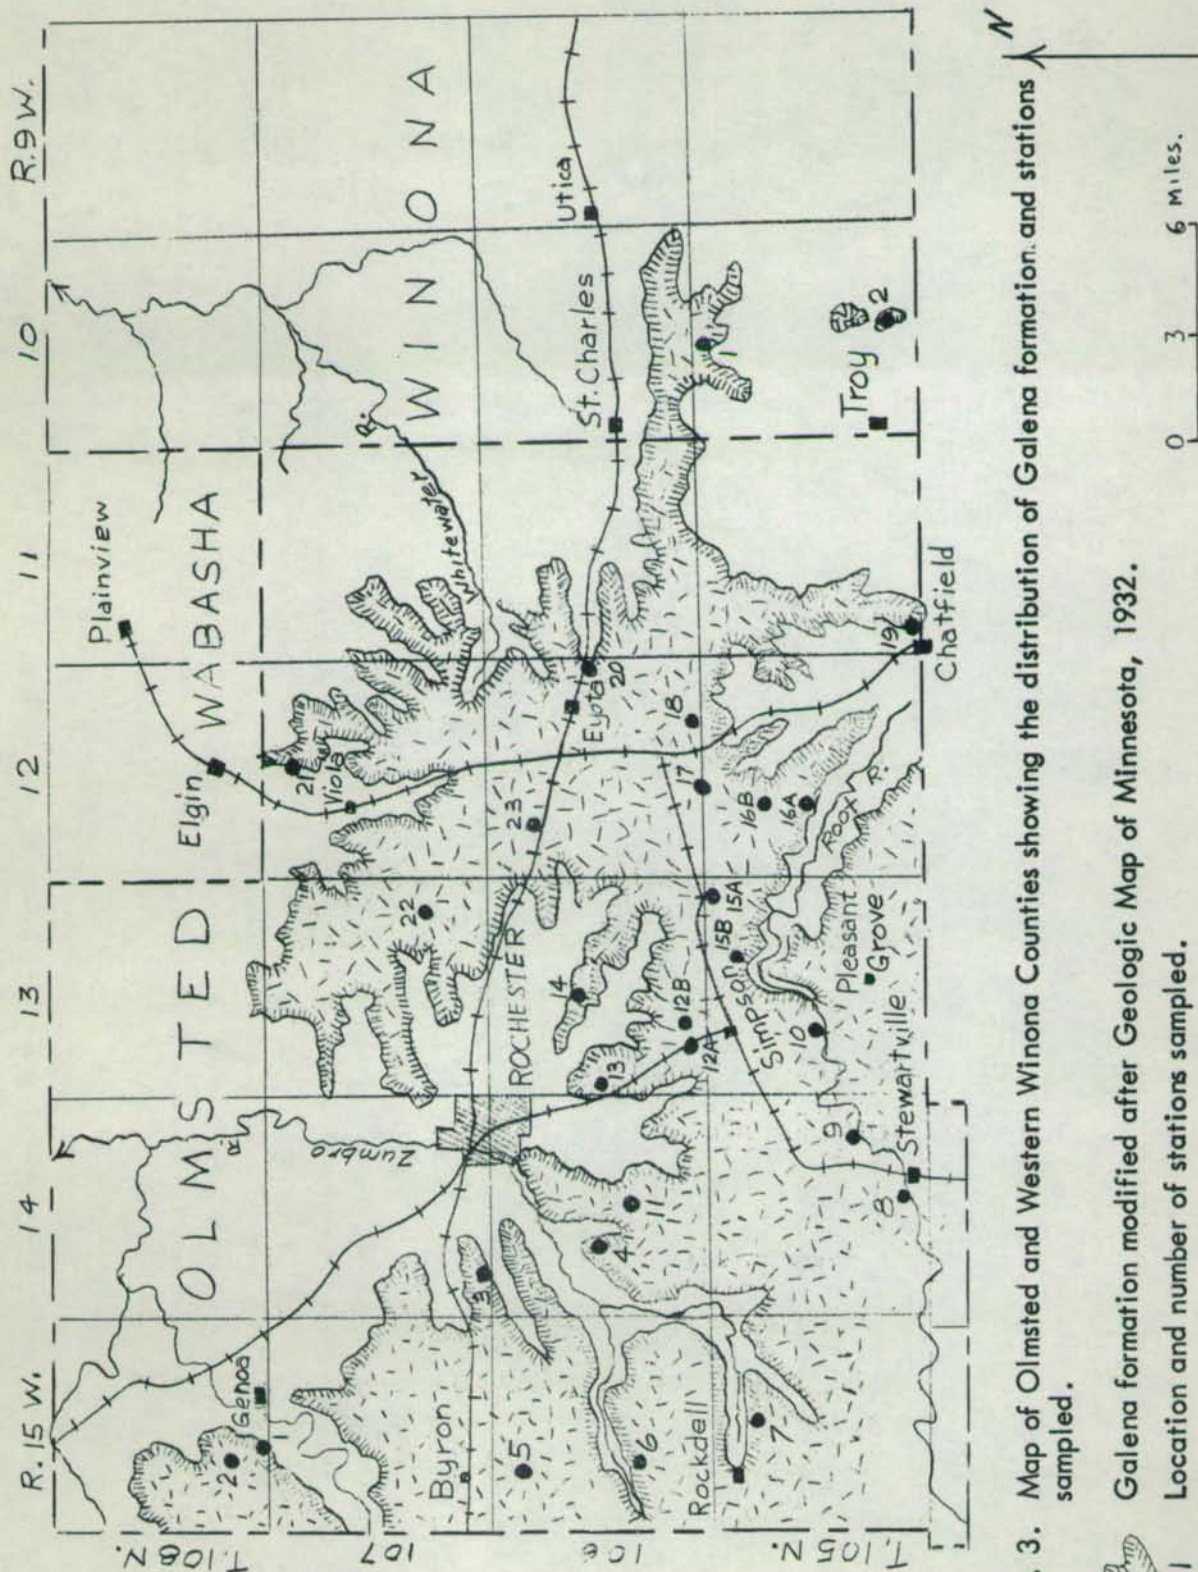 R. 15 W.
14
13
12
11
10
R. 9 W.
T. 108 N.
107
106
T. 105 N.
OLMSTED
WABASHA
WINONA
Plainview
Elgin
Viola
Genoa
Byron
Rockdell
ROCHESTER
Zumbro
R.
Whitewater
R.
Eyota
St. Charles
Utica
Troy
Chatfield
Simpson
Pleasant
Grove
Stewartville
Root R.
1
2
1
2
3
4
5
6
7
8
9
10
11
12A
12B
13
14
15A
15B
16A
16B
17
18
19
20
21
22
23
N
0 3 6 Miles.
. 3. Map of Olmsted and Western Winona Counties showing the distribution of Galena formation and stations
sampled.
Galena formation modified after Geologic Map of Minnesota, 1932.
1 Location and number of stations sampled.